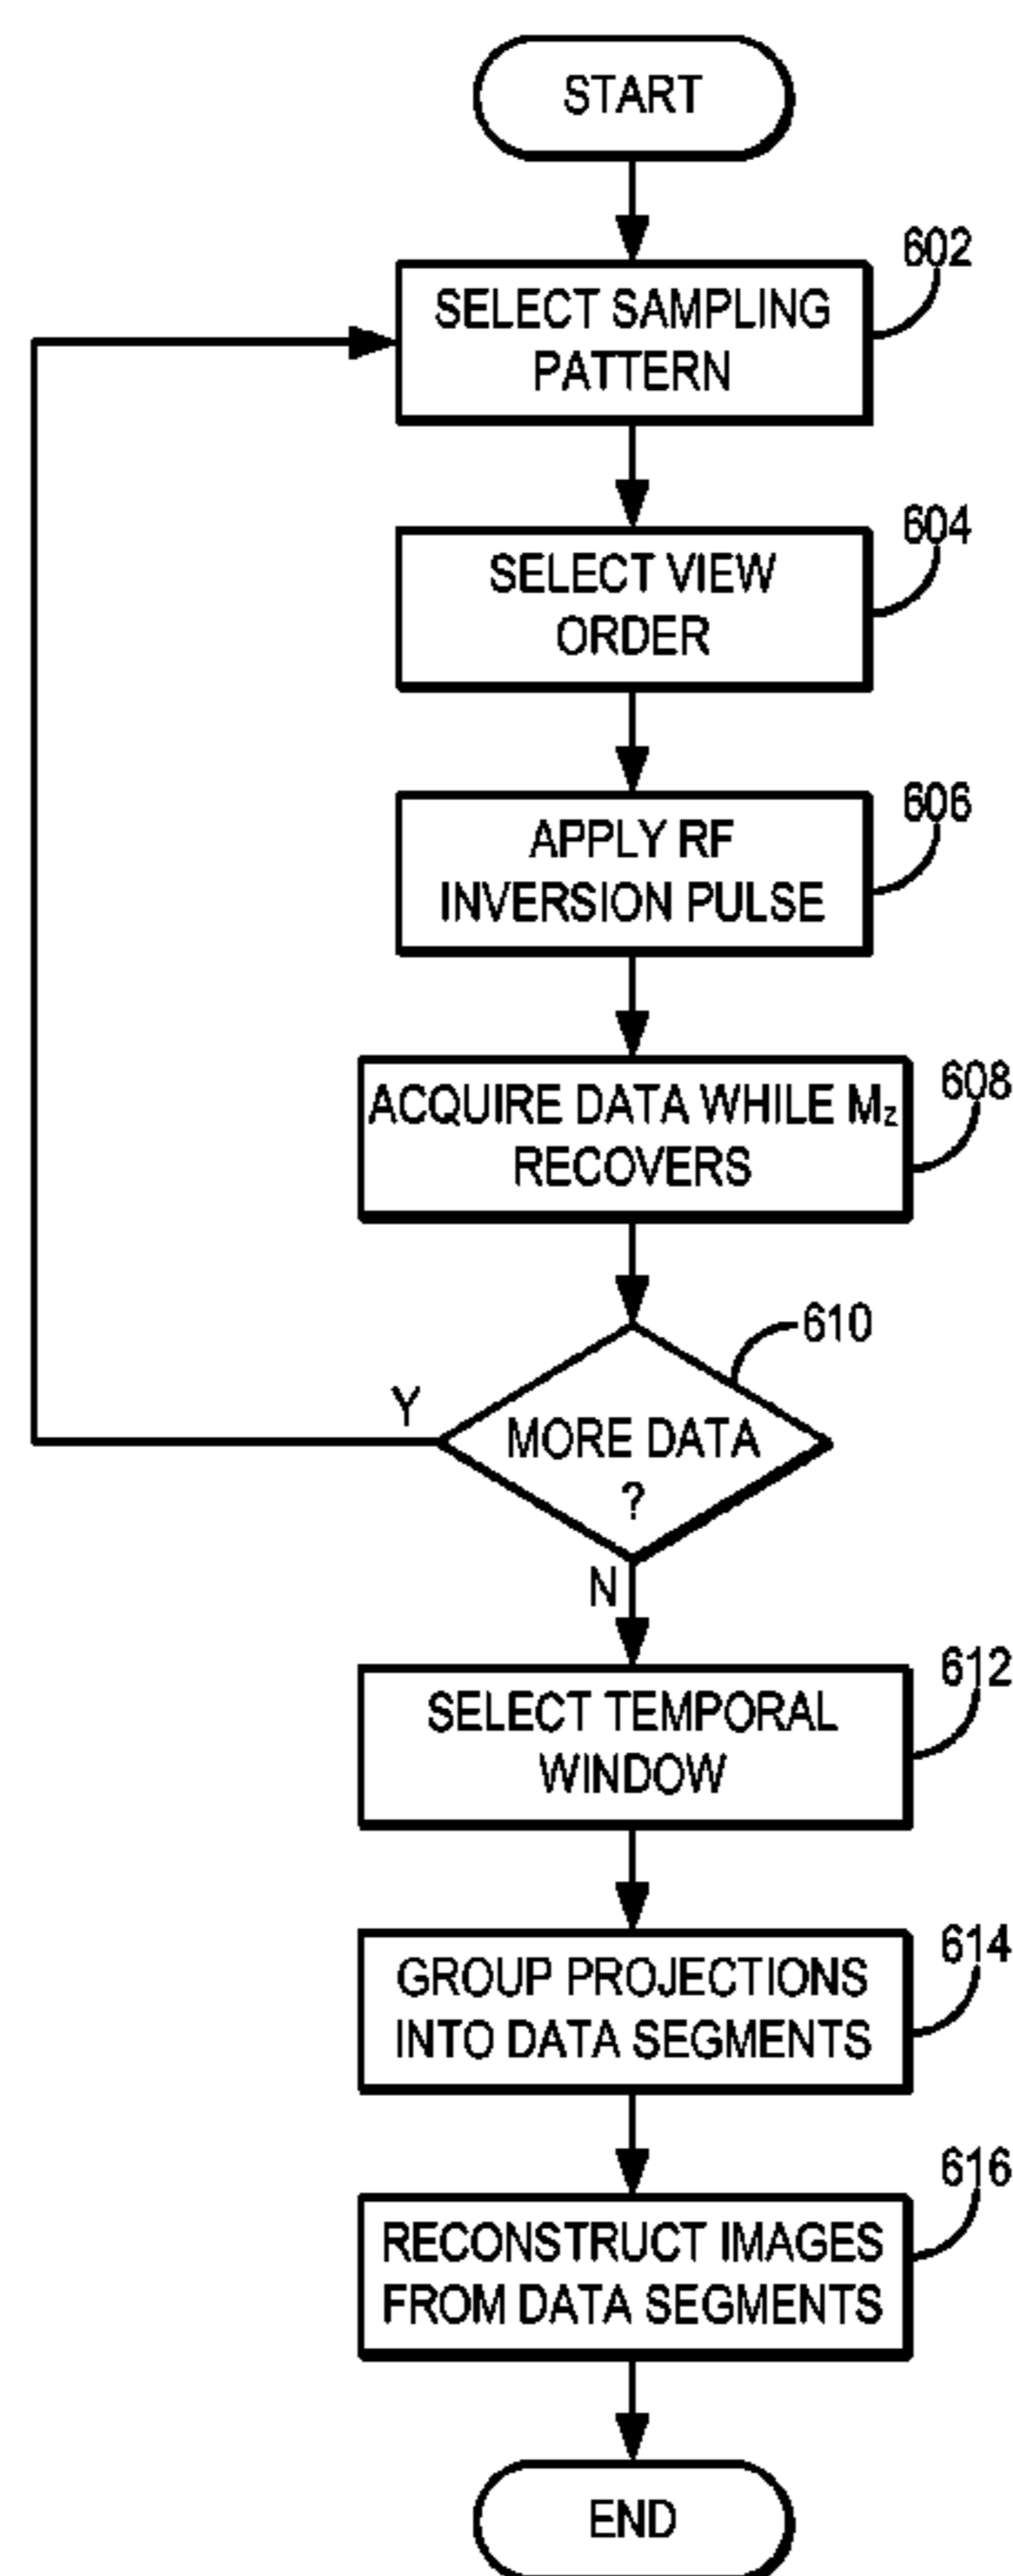 START
602
SELECT SAMPLING
PATTERN
604
SELECT VIEW
ORDER
606
APPLY RF
INVERSION PULSE
608
ACQUIRE DATA WHILE Mz
RECOVERS
610
Y
MORE DATA
?
N
612
SELECT TEMPORAL
WINDOW
614
GROUP PROJECTIONS
INTO DATA SEGMENTS
616
RECONSTRUCT IMAGES
FROM DATA SEGMENTS
END